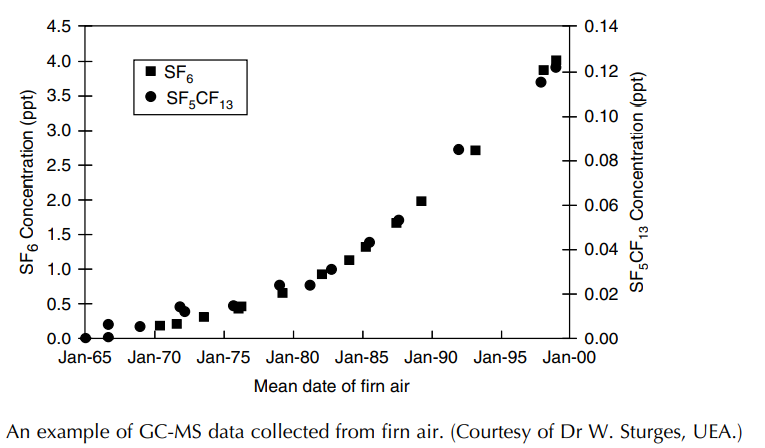 4.5
4.0
3.5
3.0
2.5
2.0
1.5
1.0
0.5
0.0
SF6 Concentration (ppt)
SF6
SF5CF13
0.14
0.12
0.10
0.08
0.06
0.04
0.02
0.00
SF5CF13 Concentration (ppt)
Jan-65 Jan-70 Jan-75 Jan-80 Jan-85 Jan-90 Jan-95 Jan-00
Mean date of firn air
An example of GC-MS data collected from firn air. (Courtesy of Dr W. Sturges, UEA.)